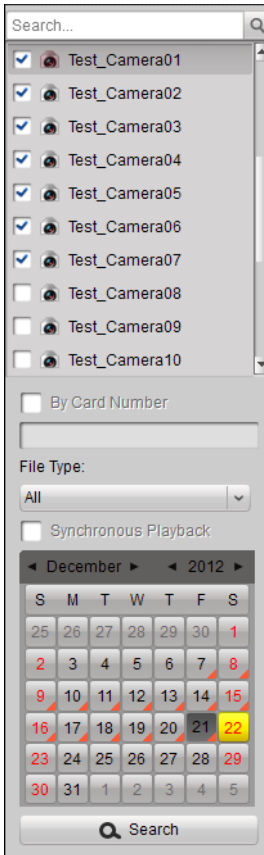 Search...
Test_Camera01
Test_Camera02
Test_Camera03
Test_Camera04
Test_Camera05
Test_Camera06
Test_Camera07
Test_Camera08
Test_Camera09
Test_Camera10
By Card Number
File Type:
All
Synchronous Playback
December 2012
S M T W T F S
25 26 27 28 29 30 1
2 3 4 5 6 7 8
9 10 11 12 13 14 15
16 17 18 19 20 21 22
23 24 25 26 27 28 29
30 31 1 2 3 4 5
Search